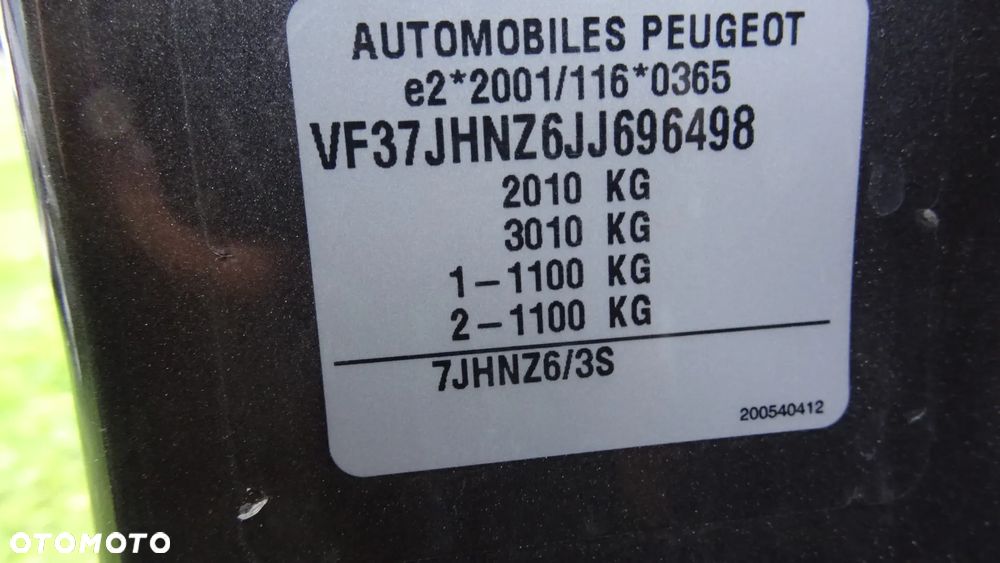 AUTOMOBILES PEUGEOT
e2*2001/116*0365
VF37JHNZ6JJ696498
2010 KG
3010 KG
1-1100 KG
2-1100 KG
7JHNZ6/3S
200540412
OTOMOTO